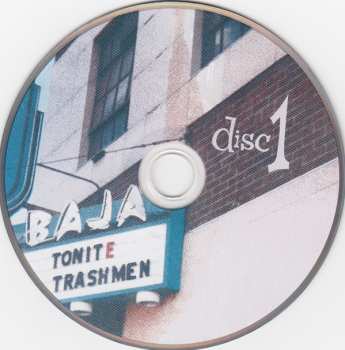 disc 1
BAJA
TONITE
TRASHMEN